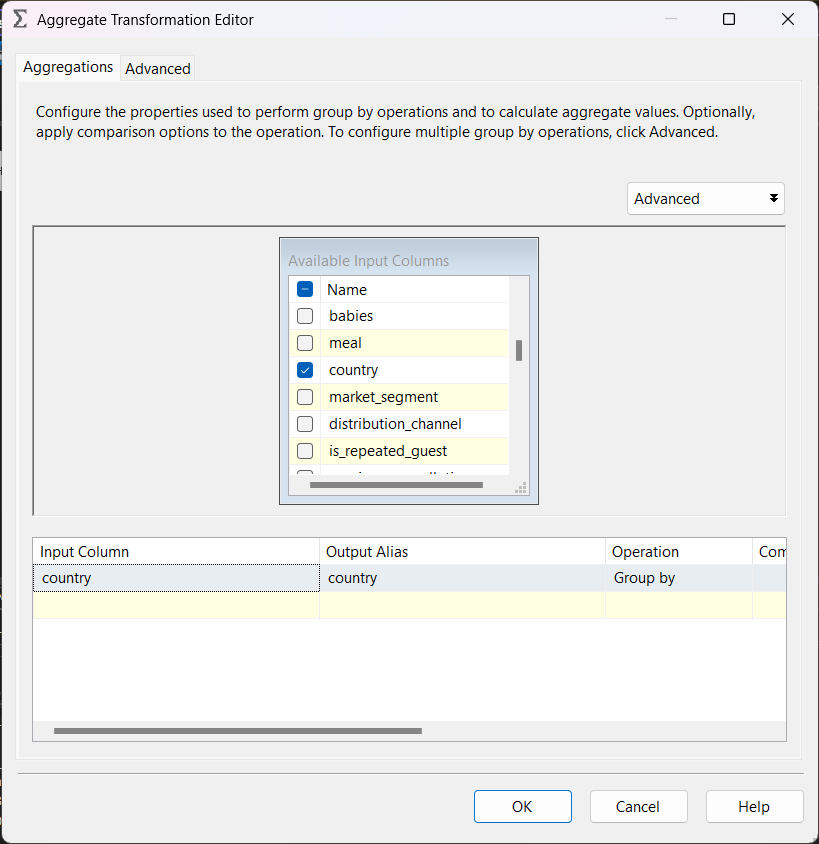 Aggregate Transformation Editor
Aggregations
Advanced
Configure the properties used to perform group by operations and to calculate aggregate values. Optionally,
apply comparison options to the operation. To configure multiple group by operations, click Advanced.
Advanced
Available Input Columns
Name
babies
meal
country
market_segment
distribution_channel
is_repeated_guest
Input Column Output Alias Operation Com
country country Group by
OK Cancel Help